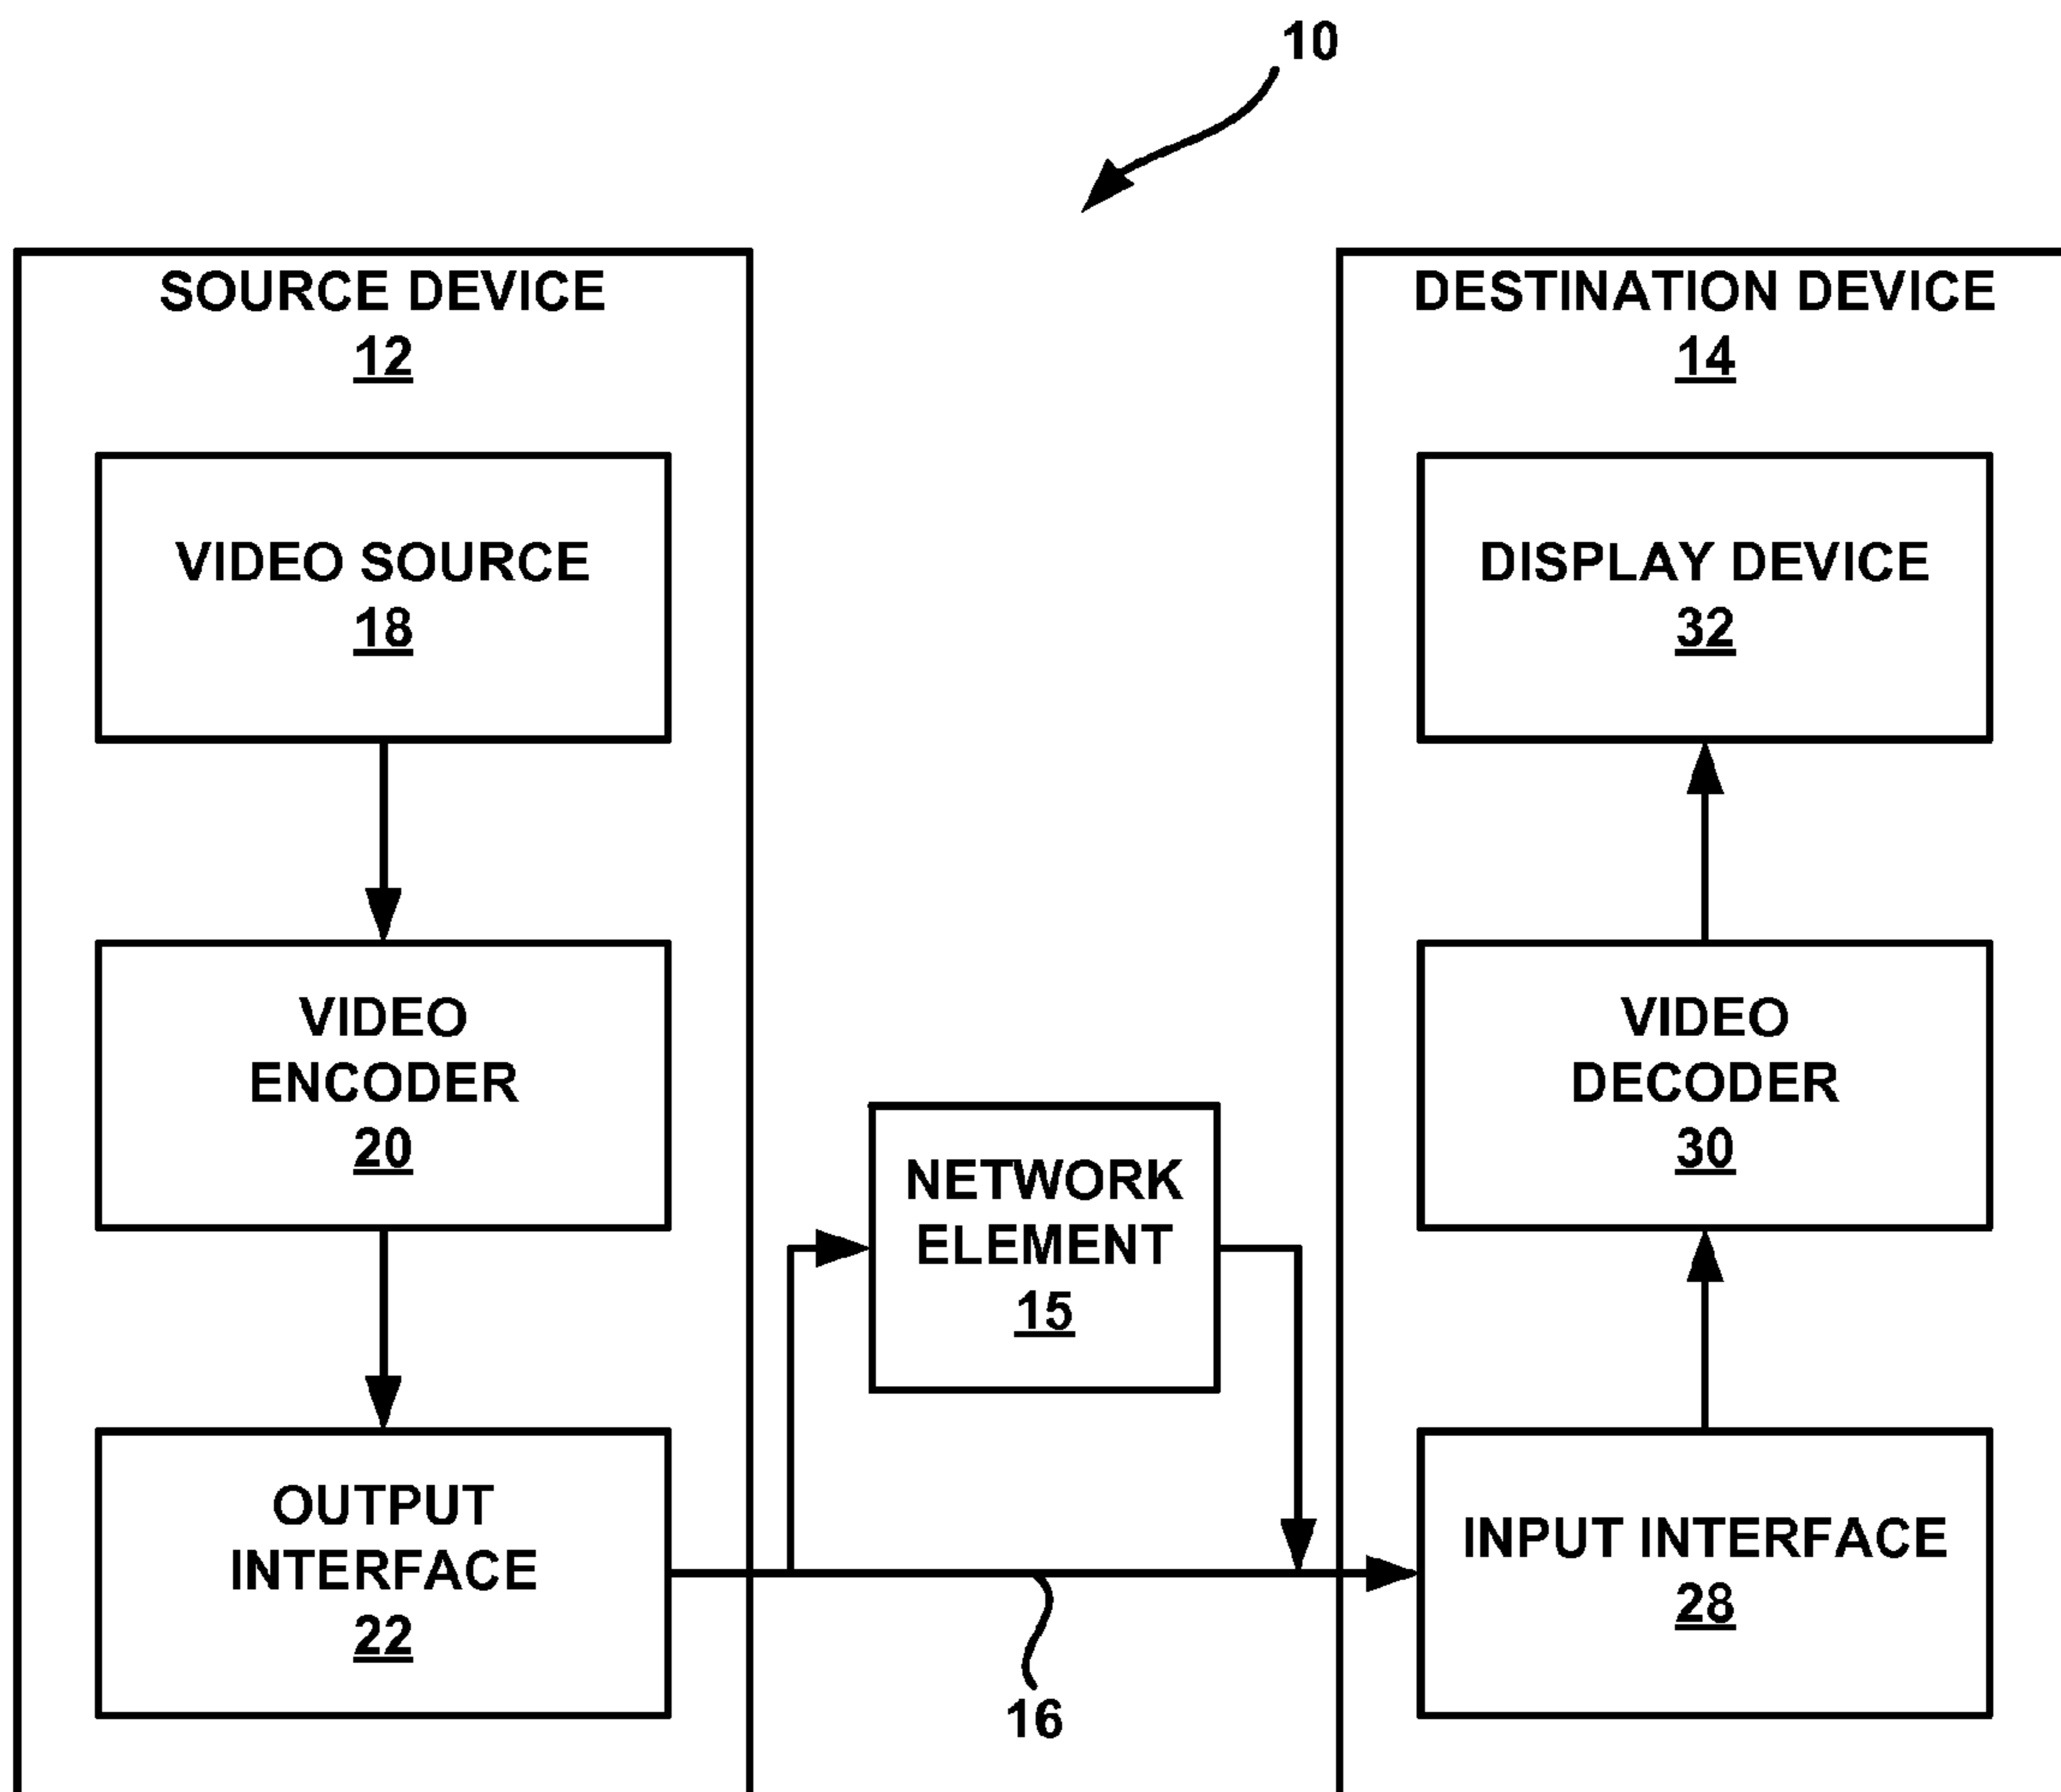 10
SOURCE DEVICE
12
VIDEO SOURCE
18
VIDEO
ENCODER
20
OUTPUT
INTERFACE
22
NETWORK
ELEMENT
15
16
DESTINATION DEVICE
14
DISPLAY DEVICE
32
VIDEO
DECODER
30
INPUT INTERFACE
28